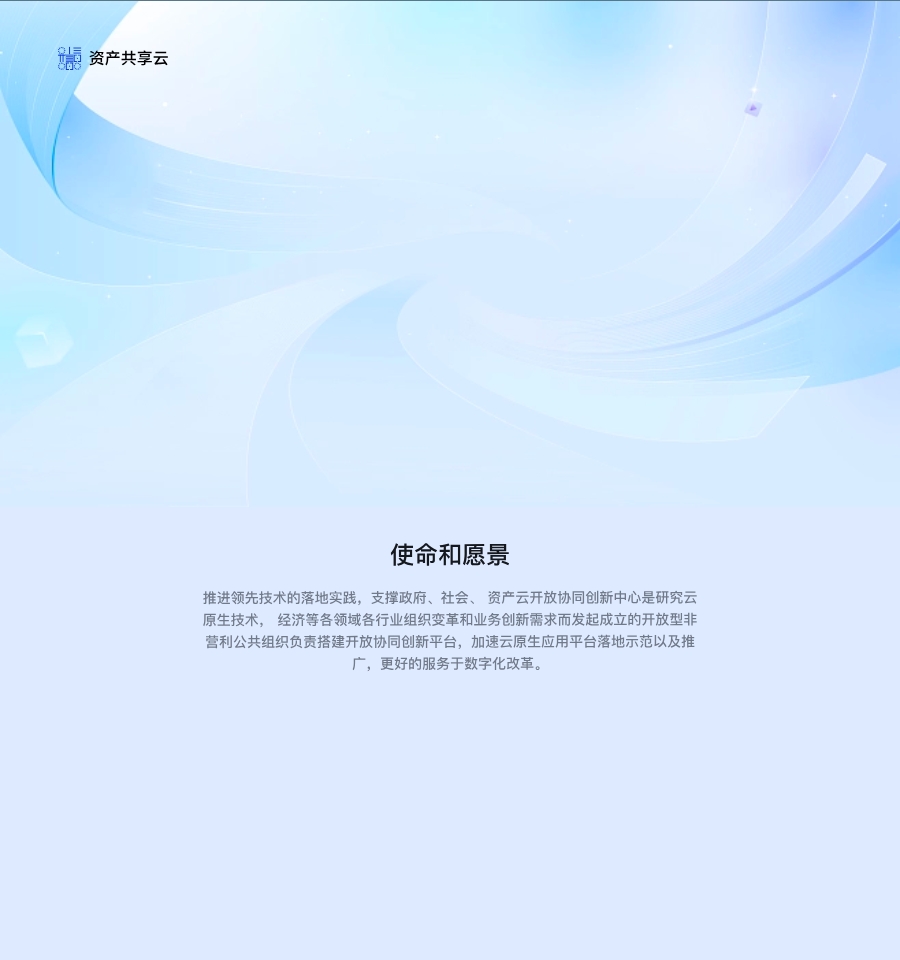 资产共享云
使命和愿景
推进领先技术的落地实践，支撑政府、社会、 资产云开放协同创新中心是研究云
原生技术， 经济等各领域各行业组织变革和业务创新需求而发起成立的开放型非
营利公共组织负责搭建开放协同创新平台，加速云原生应用平台落地示范以及推
广，更好的服务于数字化改革。